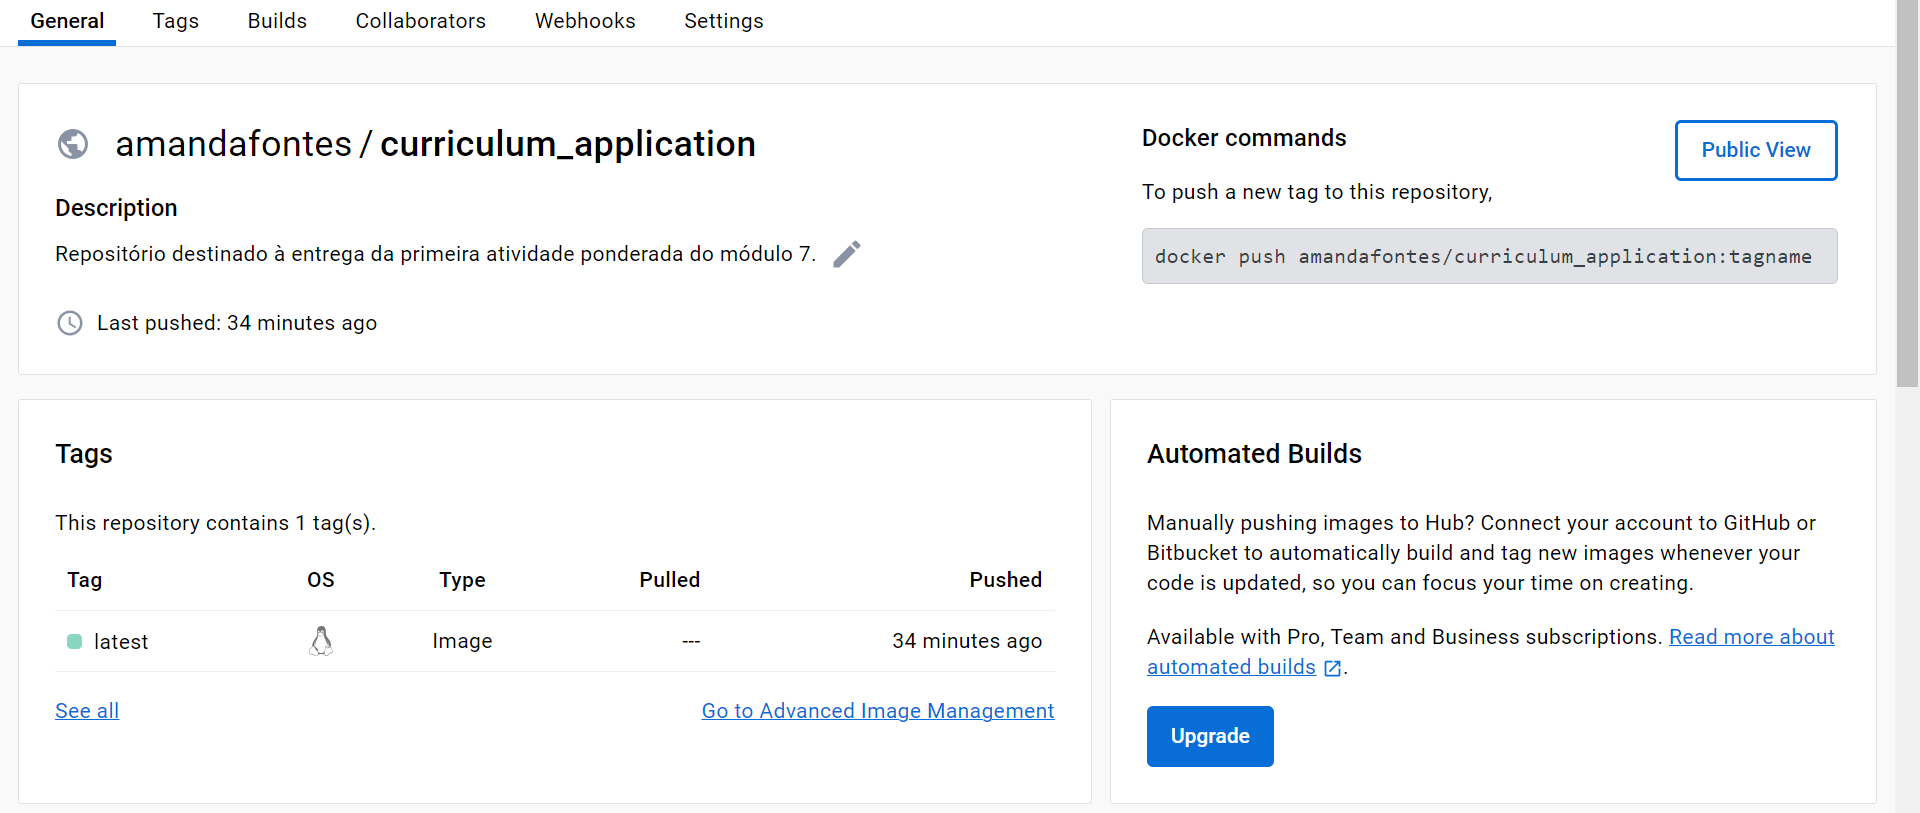 General Tags Builds Collaborators Webhooks Settings
amandafontes / curriculum_application
Description
Repositório destinado à entrega da primeira atividade ponderada do módulo 7.
Last pushed: 34 minutes ago
Docker commands
Public View
To push a new tag to this repository,
docker push amandafontes/curriculum_application:tagname
Tags
This repository contains 1 tag(s).
Tag OS Type Pulled Pushed
latest Image --- 34 minutes ago
See all Go to Advanced Image Management
Automated Builds
Manually pushing images to Hub? Connect your account to GitHub or
Bitbucket to automatically build and tag new images whenever your
code is updated, so you can focus your time on creating.
Available with Pro, Team and Business subscriptions. Read more about
automated builds .
Upgrade